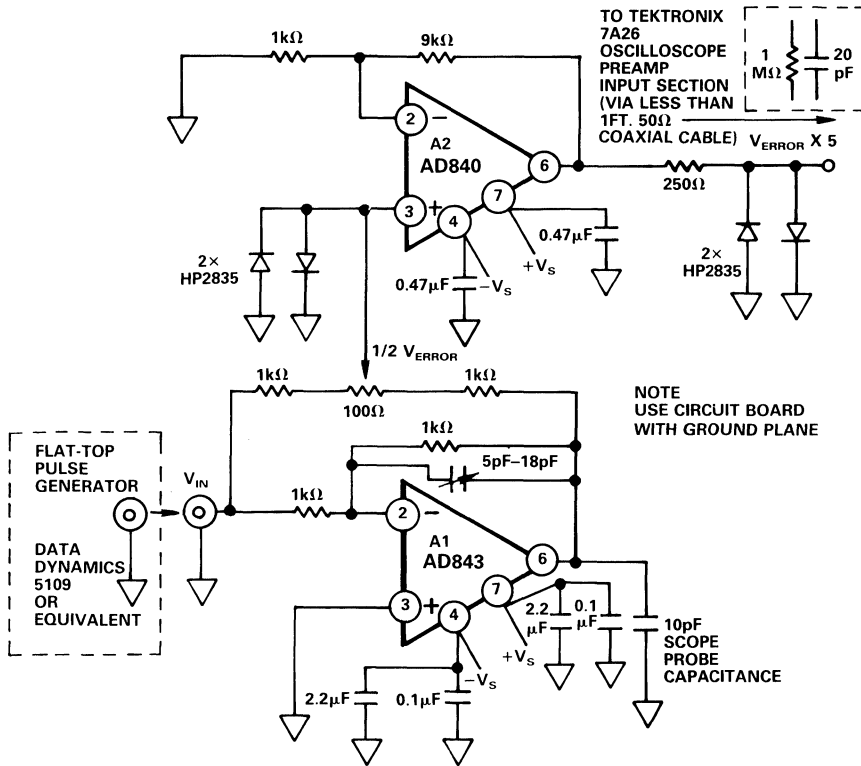 1kΩ
9kΩ
TO TEKTRONIX
7A26
OSCILLOSCOPE
PREAMP
INPUT SECTION
(VIA LESS THAN
1FT. 50Ω
COAXIAL CABLE)
1
MΩ
20
pF
VERROR X 5
2
−
A2
AD840
6
3
+
4
7
250Ω
2×
HP2835
0.47µF
−VS
+VS
0.47µF
2×
HP2835
1/2 VERROR
1kΩ
100Ω
1kΩ
NOTE
USE CIRCUIT BOARD
WITH GROUND PLANE
1kΩ
5pF–18pF
FLAT-TOP
PULSE
GENERATOR
DATA
DYNAMICS
5109
OR
EQUIVALENT
VIN
1kΩ
2
−
A1
AD843
6
3
+
4
7
2.2
µF
0.1
µF
−VS
+VS
10pF
SCOPE
PROBE
CAPACITANCE
2.2µF
0.1µF